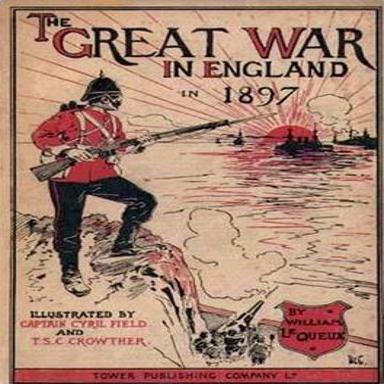 THE GREAT WAR
IN ENGLAND
IN 1897
ILLUSTRATED BY
CAPTAIN CYRIL FIELD
AND
T.S.C. CROWTHER.
BY
WILLIAM
LE QUEUX
TOWER PUBLISHING COMPANY LD